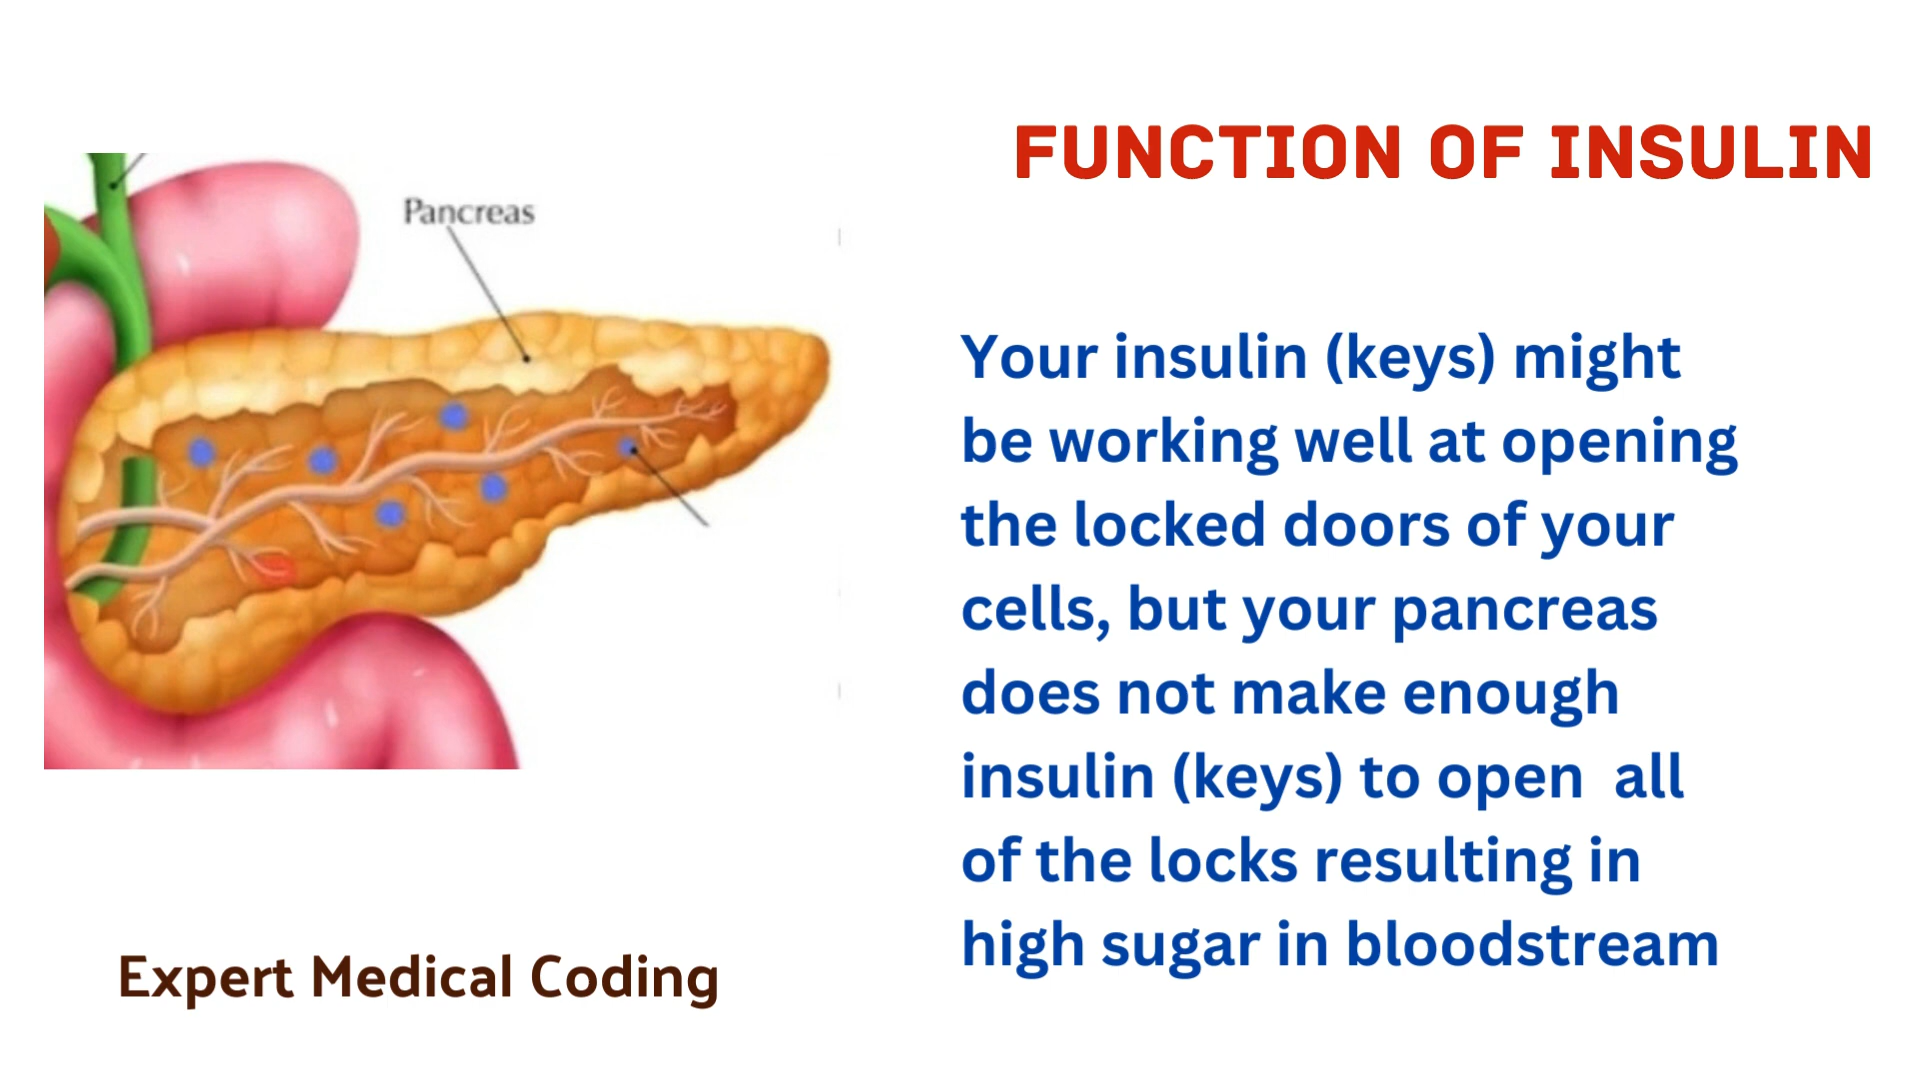 FUNCTION OF INSULIN
Pancreas
Your insulin (keys) might
be working well at opening
the locked doors of your
cells, but your pancreas
does not make enough
insulin (keys) to open  all
of the locks resulting in
high sugar in bloodstream
Expert Medical Coding